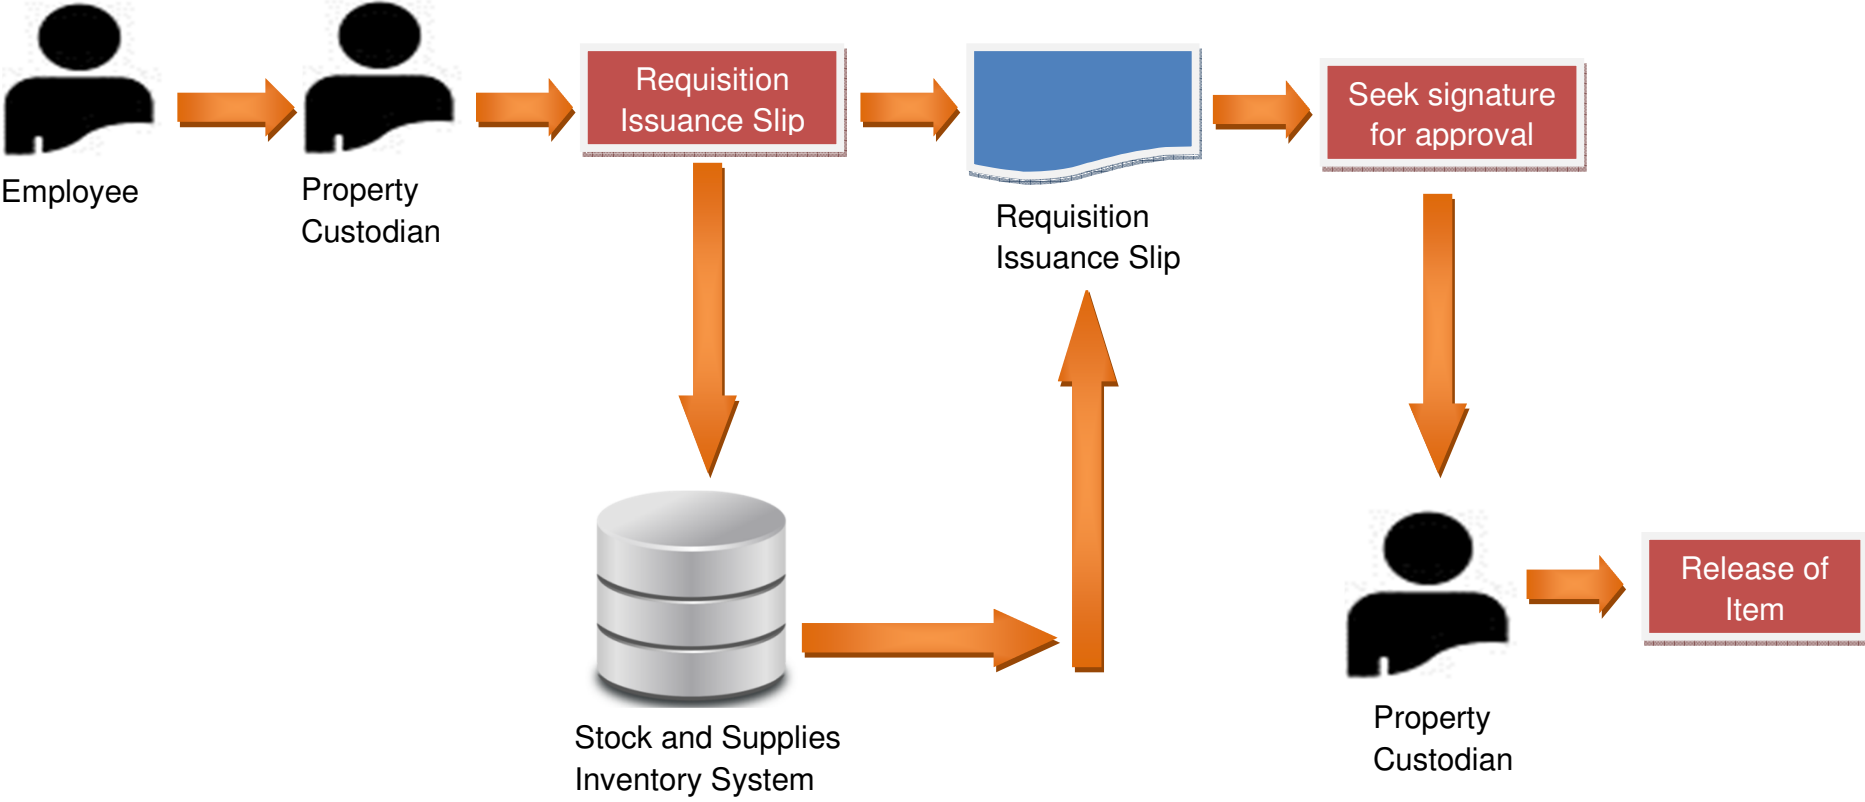 Employee
Property
Custodian
Requisition
Issuance Slip
Requisition
Issuance Slip
Seek signature
for approval
Stock and Supplies
Inventory System
Property
Custodian
Release of
Item